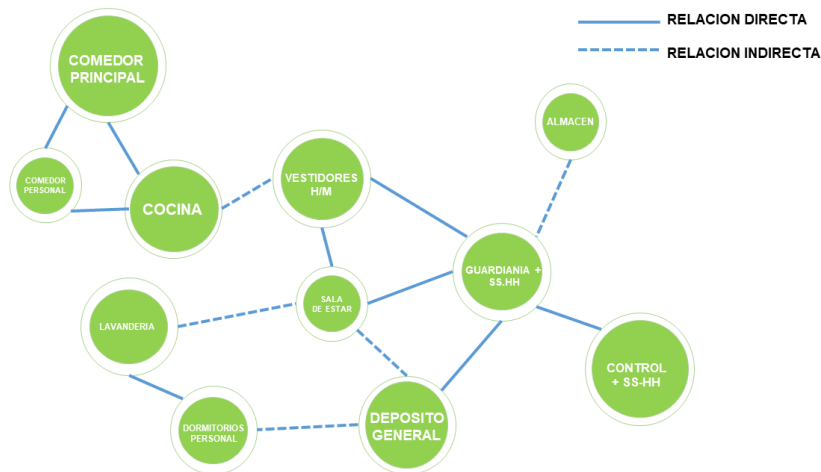 RELACION DIRECTA
RELACION INDIRECTA
COMEDOR
PRINCIPAL
ALMACEN
COMEDOR
PERSONAL
COCINA
VESTIDORES
H/M
GUARDIANIA +
SS.HH
SALA
DE ESTAR
LAVANDERIA
CONTROL
+ SS-HH
DORMITORIOS
PERSONAL
DEPOSITO
GENERAL